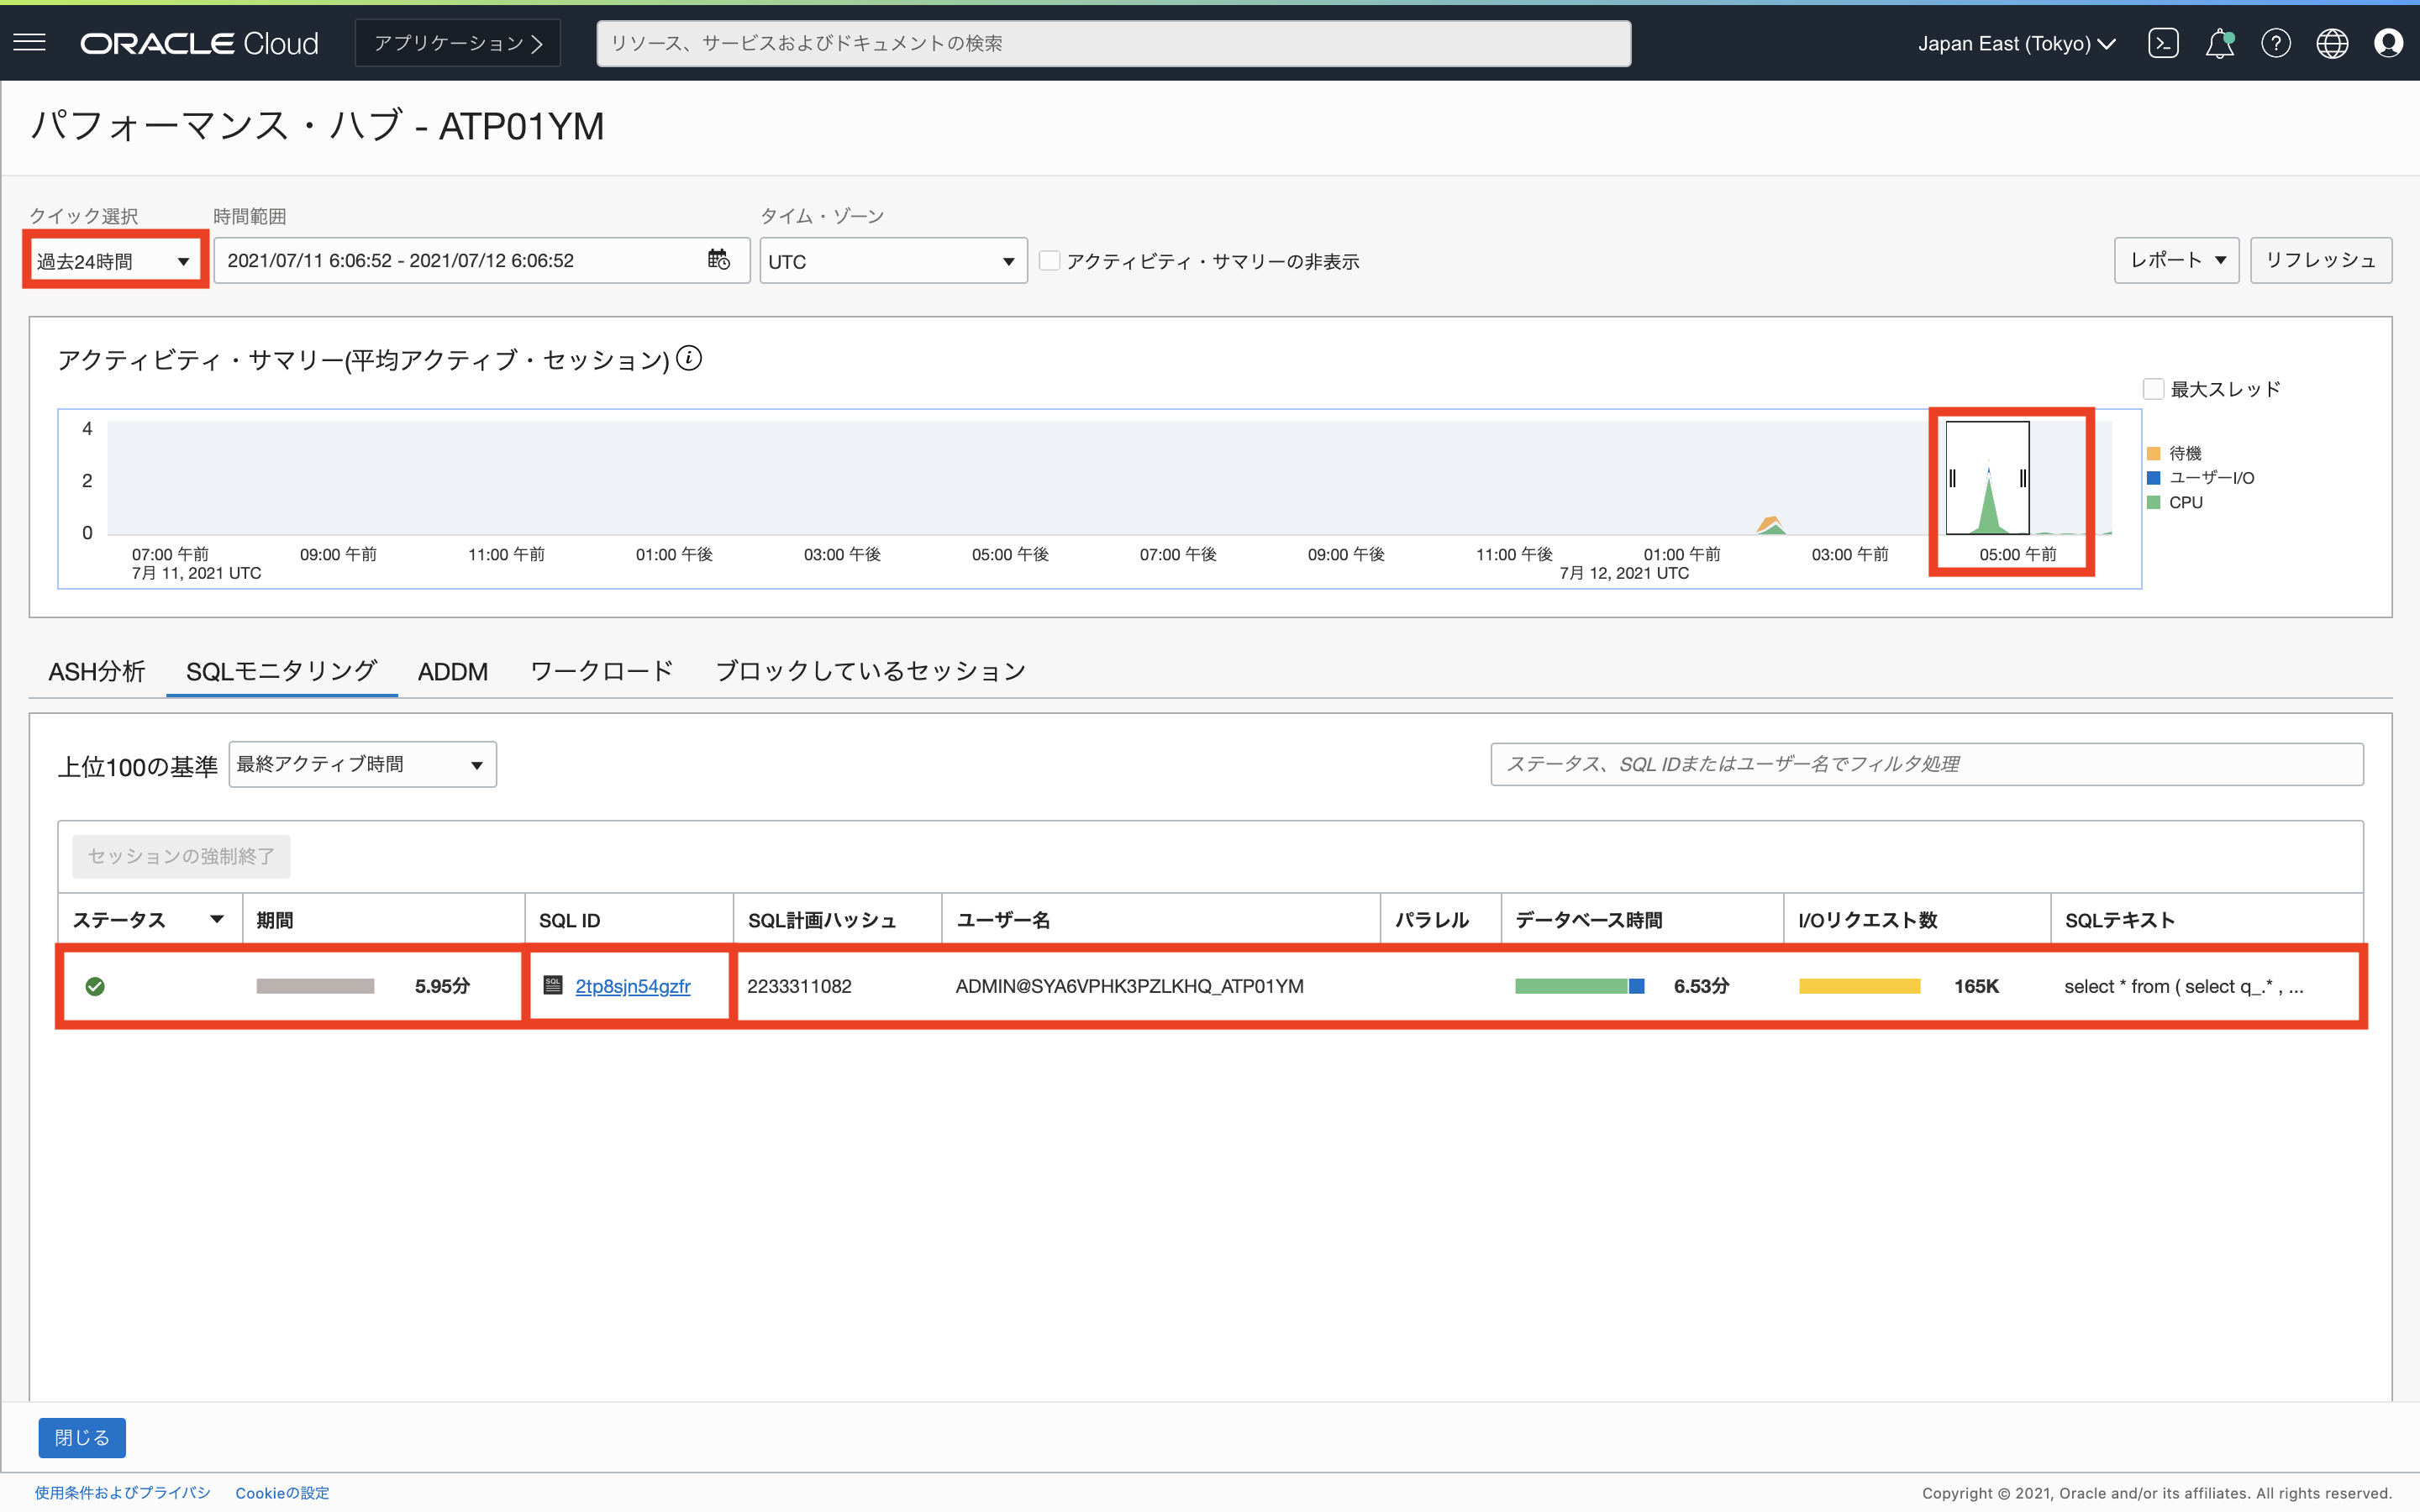 ORACLE Cloud
アプリケーション
リソース、サービスおよびドキュメントの検索
Japan East (Tokyo)
パフォーマンス・ハブ - ATP01YM
クイック選択 時間範囲 タイム・ゾーン
過去24時間 2021/07/11 6:06:52 - 2021/07/12 6:06:52 UTC アクティビティ・サマリーの非表示 レポート リフレッシュ
アクティビティ・サマリー(平均アクティブ・セッション)
最大スレッド
4
2
0
待機
ユーザーI/O
CPU
07:00 午前 09:00 午前 11:00 午前 01:00 午後 03:00 午後 05:00 午後 07:00 午後 09:00 午後 11:00 午後 01:00 午前 03:00 午前 05:00 午前
7月 11, 2021 UTC 7月 12, 2021 UTC
ASH分析 SQLモニタリング ADDM ワークロード ブロックしているセッション
上位100の基準 最終アクティブ時間 ステータス、SQL IDまたはユーザー名でフィルタ処理
セッションの強制終了
ステータス 期間 SQL ID SQL計画ハッシュ ユーザー名 パラレル データベース時間 I/Oリクエスト数 SQLテキスト
5.95分 SQL 2tp8sjn54gzfr 2233311082 ADMIN@SYA6VPHK3PZLKHQ_ATP01YM 6.53分 165K select * from ( select q_.* , ...
閉じる
使用条件およびプライバシ Cookieの設定 Copyright © 2021, Oracle and/or its affiliates. All rights reserved.